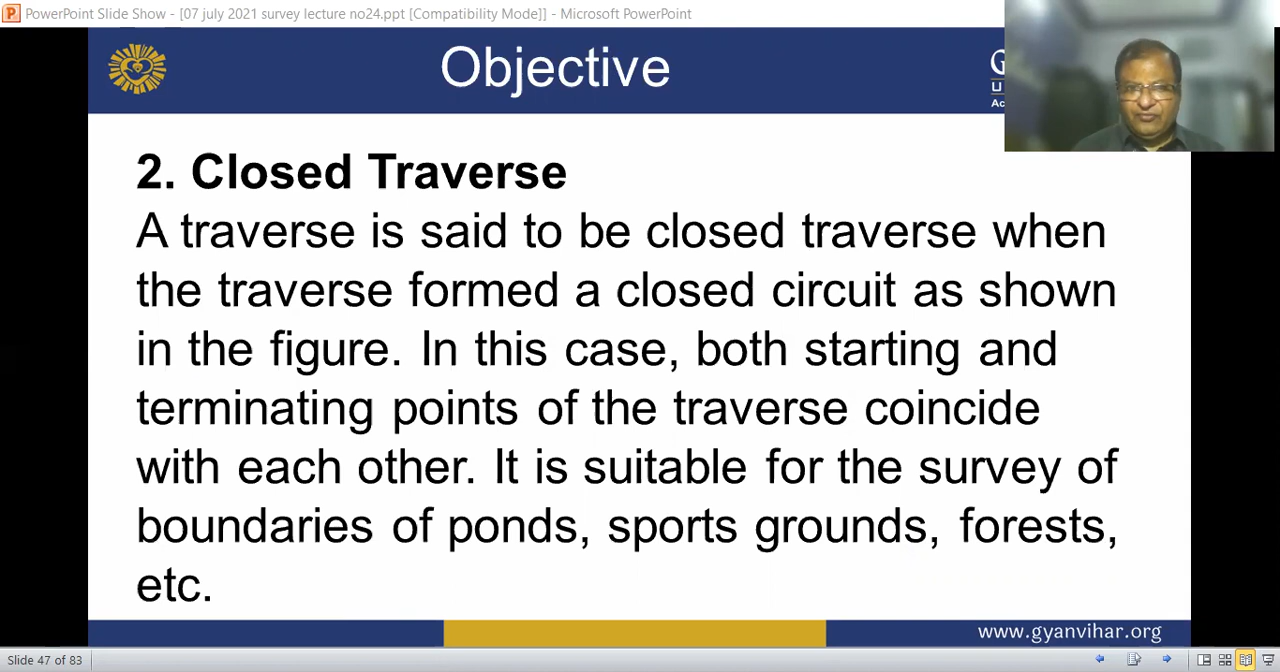 PowerPoint Slide Show - [07 july 2021 survey lecture no24.ppt [Compatibility Mode]] - Microsoft PowerPoint
Objective
2. Closed Traverse
A traverse is said to be closed traverse when
the traverse formed a closed circuit as shown
in the figure. In this case, both starting and
terminating points of the traverse coincide
with each other. It is suitable for the survey of
boundaries of ponds, sports grounds, forests,
etc.
www.gyanvihar.org
Slide 47 of 83